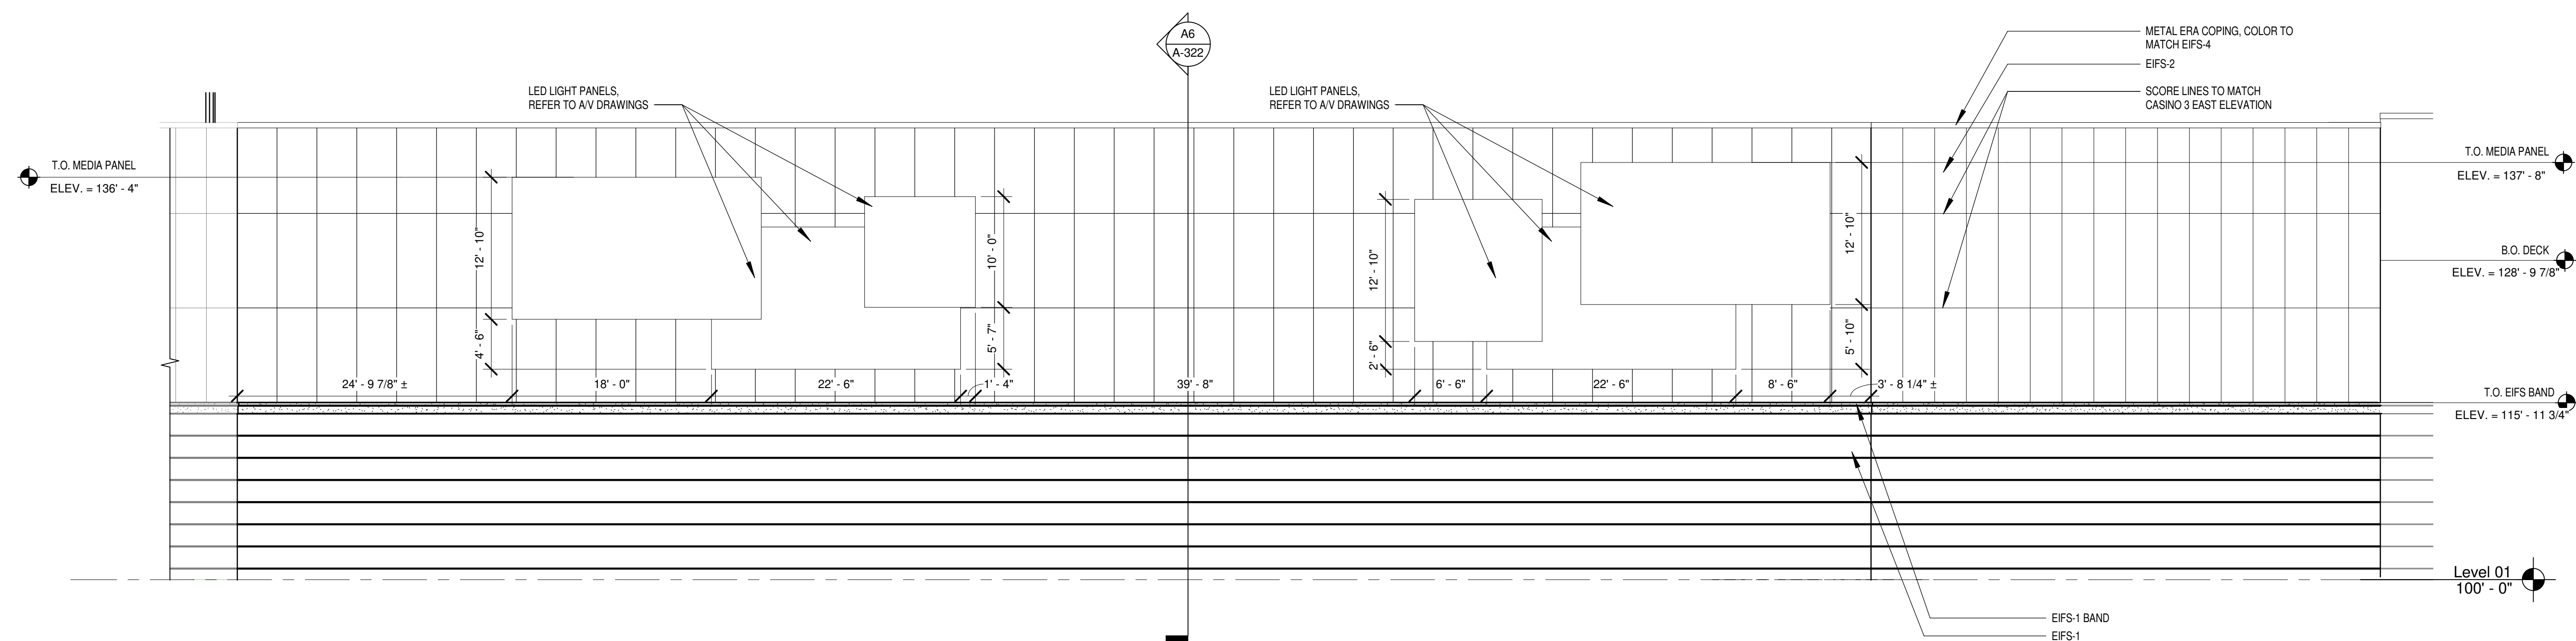 A6
A-322
METAL ERA COPING, COLOR TO
MATCH EIFS-4
EIFS-2
SCORE LINES TO MATCH
CASINO 3 EAST ELEVATION
LED LIGHT PANELS,
REFER TO A/V DRAWINGS
LED LIGHT PANELS,
REFER TO A/V DRAWINGS
T.O. MEDIA PANEL
ELEV. = 136' - 4"
T.O. MEDIA PANEL
ELEV. = 137' - 8"
B.O. DECK
ELEV. = 128' - 9 7/8"
12' - 10"
10' - 0"
12' - 10"
12' - 10"
4' - 6"
5' - 7"
2' - 6"
5' - 10"
24' - 9 7/8" ±
18' - 0"
22' - 6"
1' - 4"
39' - 8"
6' - 6"
22' - 6"
8' - 6"
3' - 8 1/4" ±
T.O. EIFS BAND
ELEV. = 115' - 11 3/4"
Level 01
100' - 0"
EIFS-1 BAND
EIFS-1